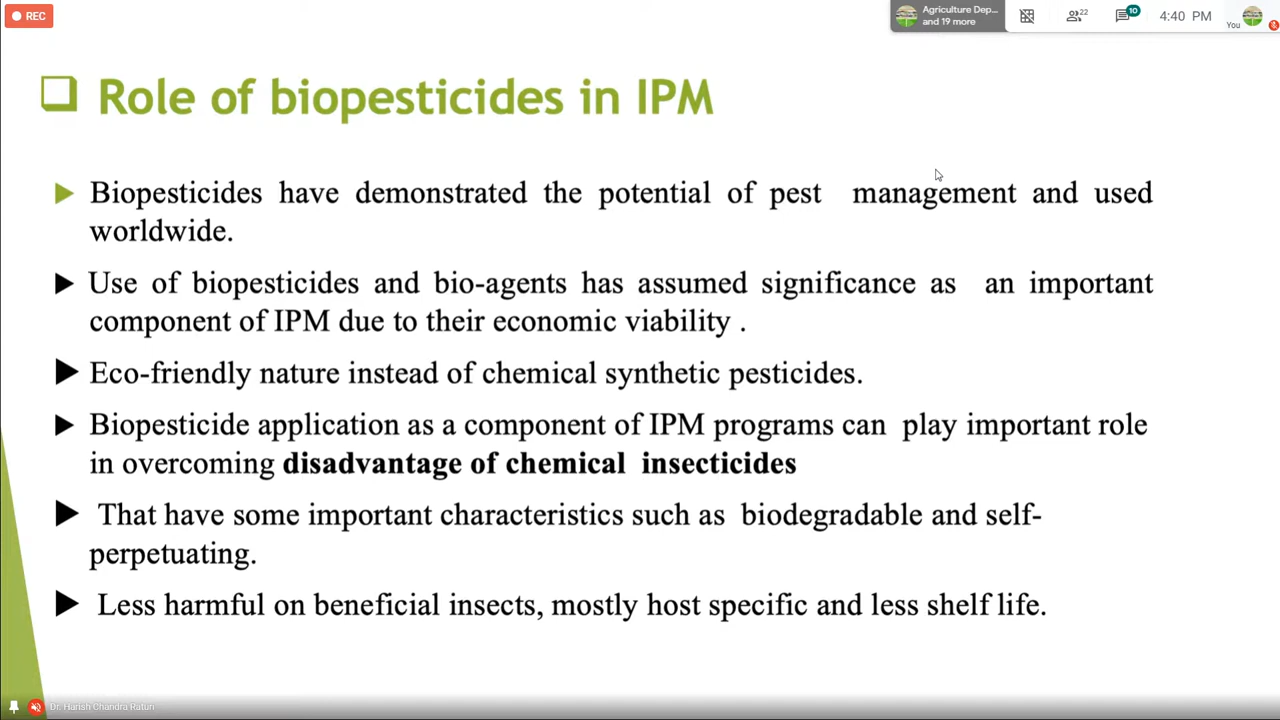 REC
Agriculture Dep...
and 19 more
22
10
4:40 PM
You
Role of biopesticides in IPM
Biopesticides have demonstrated the potential of pest management and used
worldwide.
Use of biopesticides and bio-agents has assumed significance as an important
component of IPM due to their economic viability .
Eco-friendly nature instead of chemical synthetic pesticides.
Biopesticide application as a component of IPM programs can play important role
in overcoming disadvantage of chemical insecticides
That have some important characteristics such as biodegradable and self-
perpetuating.
Less harmful on beneficial insects, mostly host specific and less shelf life.
Dr. Harish Chandra Raturi